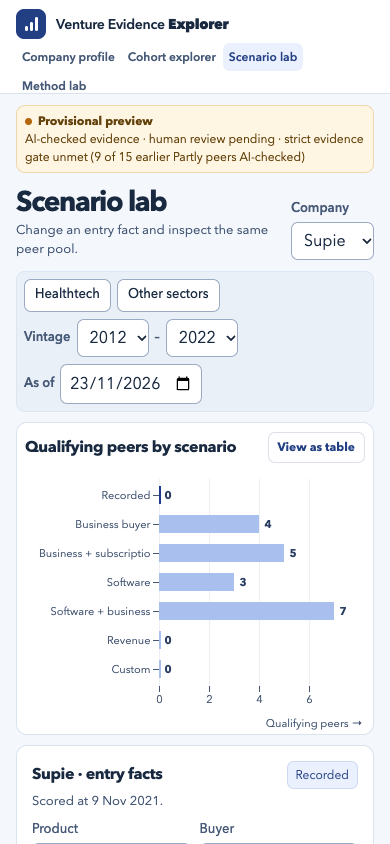 Venture Evidence Explorer
Company profile Cohort explorer Scenario lab
Method lab
Provisional preview
AI-checked evidence · human review pending · strict evidence
gate unmet (9 of 15 earlier Partly peers AI-checked)
Scenario lab
Change an entry fact and inspect the same
peer pool.
Company
Supie
Healthtech Other sectors
Vintage 2012 - 2022
As of 23/11/2026
Qualifying peers by scenario View as table
Recorded 0
Business buyer 4
Business + subscriptio 5
Software 3
Software + business 7
Revenue 0
Custom 0
0 2 4 6
Qualifying peers →
Supie · entry facts Recorded
Scored at 9 Nov 2021.
Product Buyer